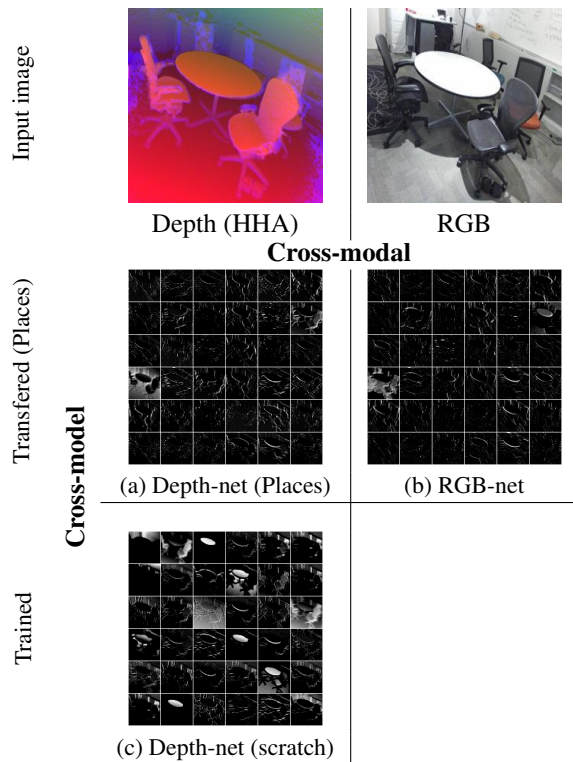 Input image
Depth (HHA)
RGB
Cross-modal
Transfered (Places)
Cross-model
(a) Depth-net (Places)
(b) RGB-net
Trained
(c) Depth-net (scratch)